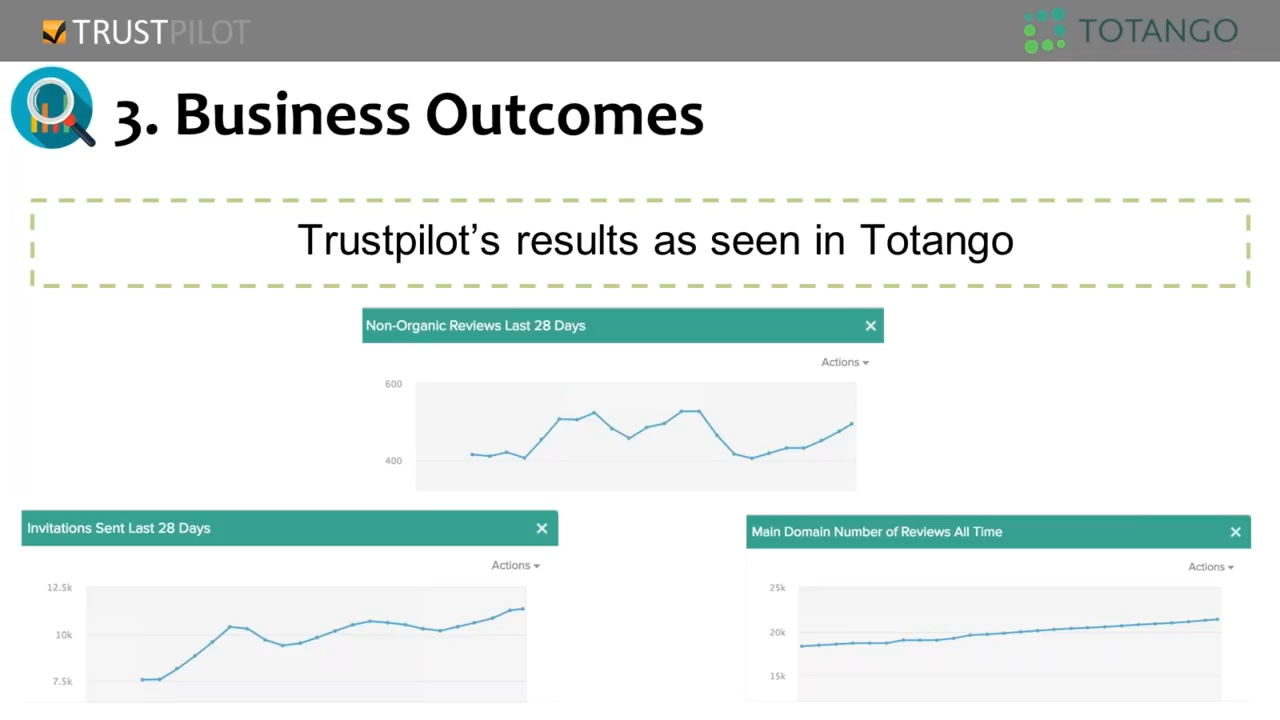 TRUSTPILOT
TOTANGO
3. Business Outcomes
Trustpilot’s results as seen in Totango
Non-Organic Reviews Last 28 Days ×
Actions
600
400
Invitations Sent Last 28 Days ×
Actions
12.5k
10k
7.5k
Main Domain Number of Reviews All Time ×
Actions
25k
20k
15k